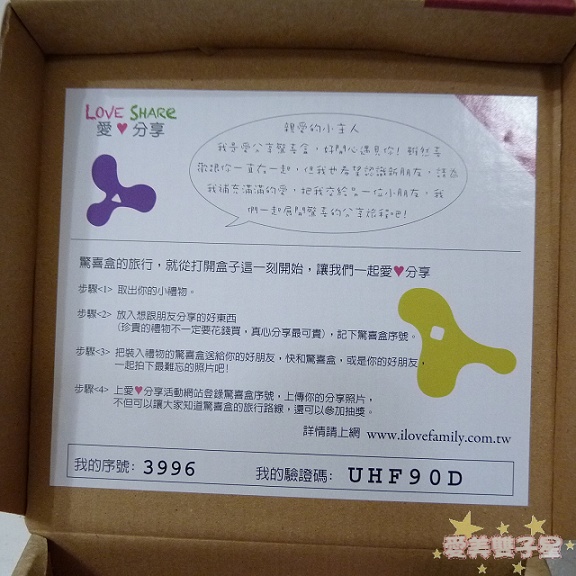 LOVE SHARE
愛♥分享
親愛的小主人
我是愛分享驚喜盒，好開心遇見你！雖然喜
歡跟你一直在一起，但我也希望認識新朋友，請為
我補充滿滿的愛，把我交給另一位小朋友，我
們一起展開驚喜的分享旅程吧！
驚喜盒的旅行，就從打開盒子這一刻開始，讓我們一起愛♥分享
步驟<1> 取出你的小禮物。
步驟<2> 放入想跟朋友分享的好東西
(珍貴的禮物不一定要花錢買，真心分享最可貴)，記下驚喜盒序號。
步驟<3> 把裝入禮物的驚喜盒送給你的好朋友，快和驚喜盒，或是你的好朋友，
一起拍下最難忘的照片吧！
步驟<4> 上愛♥分享活動網站登錄驚喜盒序號，上傳你的分享照片，
不但可以讓大家知道驚喜盒的旅行路線，還可以參加抽獎。
詳情請上網 www.ilovefamily.com.tw
我的序號: 3996 我的驗證碼: UHF90D
愛美雙子星